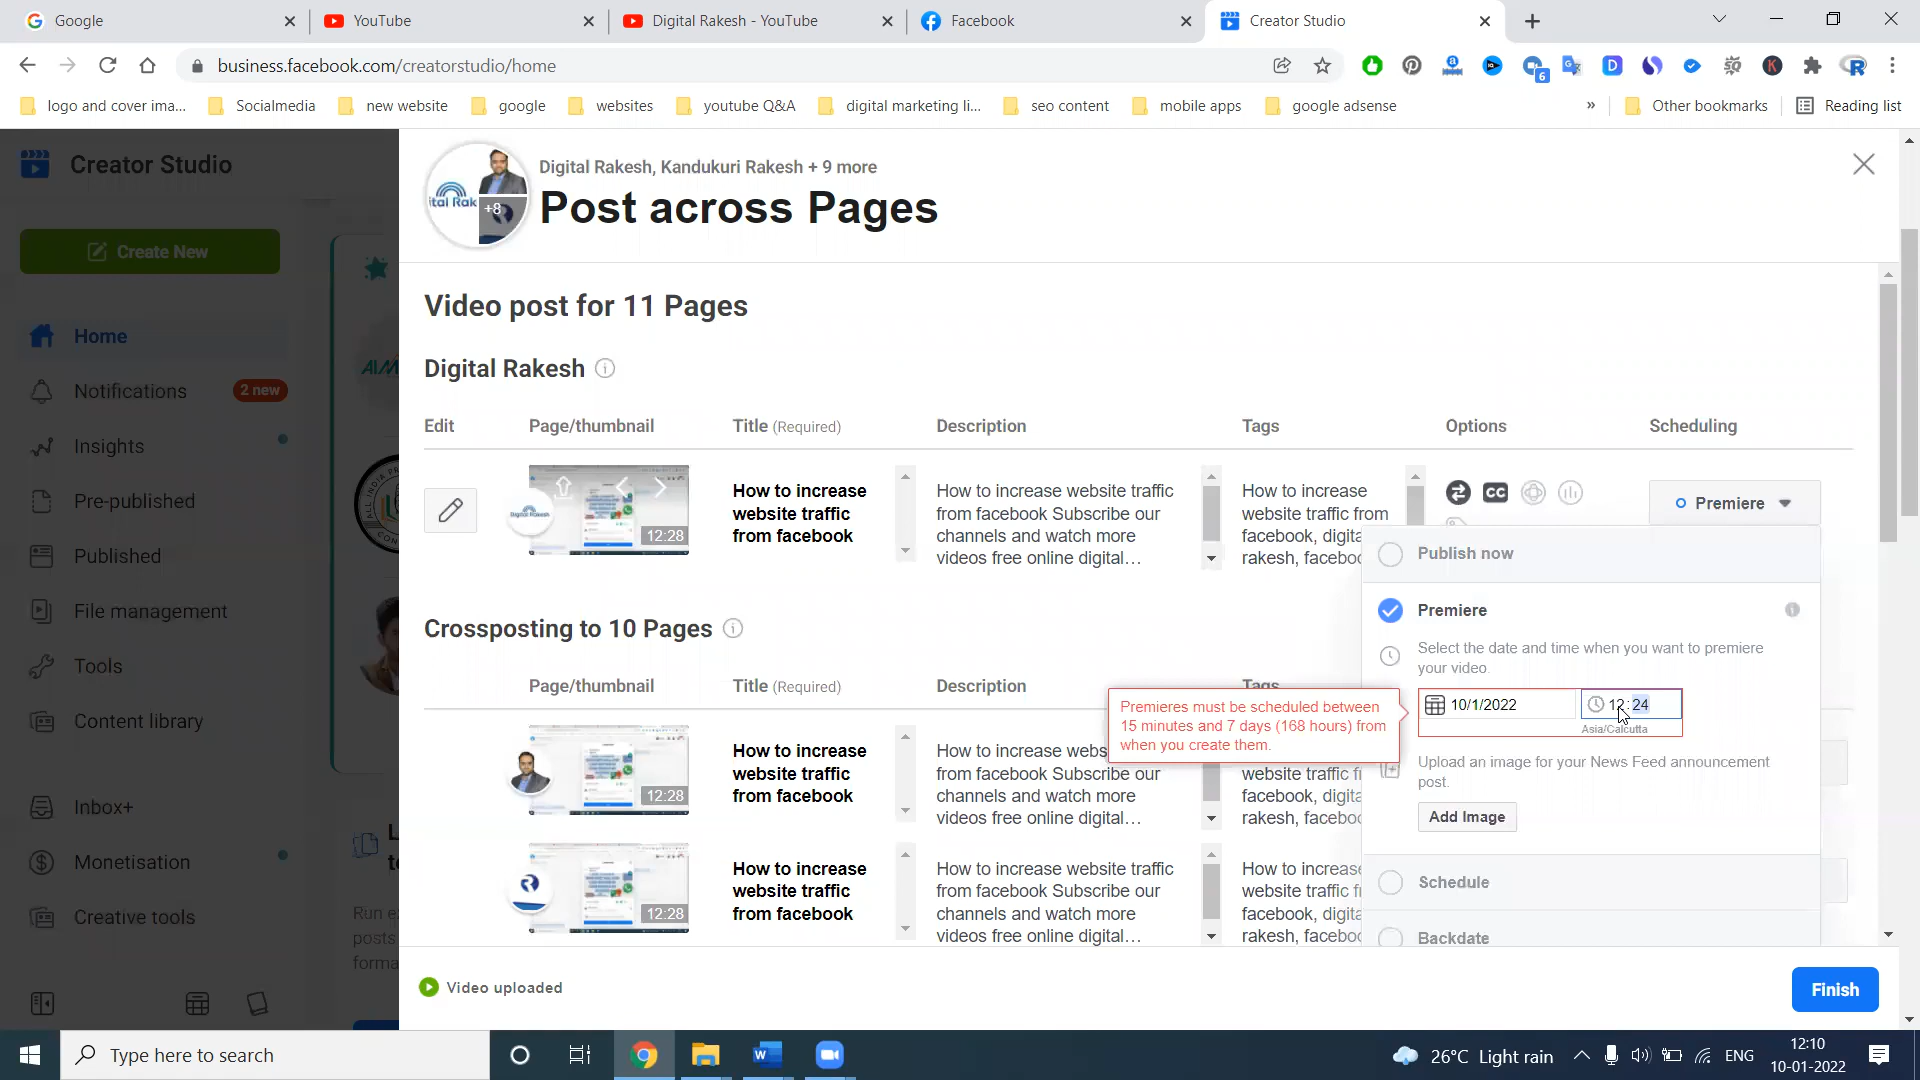 Google
YouTube
Digital Rakesh - YouTube
Facebook
Creator Studio
business.facebook.com/creatorstudio/home
6
logo and cover ima...
Socialmedia
new website
google
websites
youtube Q&A
digital marketing li...
seo content
mobile apps
google adsense
»
Other bookmarks
Reading list
Creator Studio
Create New
Home
Notifications
2 new
Insights
Pre-published
Published
File management
Tools
Content library
Inbox+
Monetisation
Creative tools
+8
Digital Rakesh, Kandukuri Rakesh + 9 more
Post across Pages
Video post for 11 Pages
Digital Rakesh
Edit
Page/thumbnail
Title (Required)
Description
Tags
Options
Scheduling
Digital Rakesh
12:28
How to increase
website traffic
from facebook
How to increase website traffic
from facebook Subscribe our
channels and watch more
videos free online digital...
How to increase
website traffic from
facebook, digita
rakesh, faceboo
CC
Premiere
Publish now
Premiere
Select the date and time when you want to premiere
your video.
10/1/2022
12:24
Asia/Calcutta
Premieres must be scheduled between
15 minutes and 7 days (168 hours) from
when you create them.
Upload an image for your News Feed announcement
post.
Add Image
Schedule
Backdate
Crossposting to 10 Pages
Page/thumbnail
Title (Required)
Description
Tags
12:28
How to increase
website traffic
from facebook
How to increase webs
from facebook Subscribe our
channels and watch more
videos free online digital...
website traffic fr
facebook, digita
rakesh, faceboo
12:28
How to increase
website traffic
from facebook
How to increase website traffic
from facebook Subscribe our
channels and watch more
videos free online digital...
How to increase
website traffic fr
facebook, digita
rakesh, faceboo
Video uploaded
Finish
Type here to search
26°C Light rain
ENG
12:10
10-01-2022